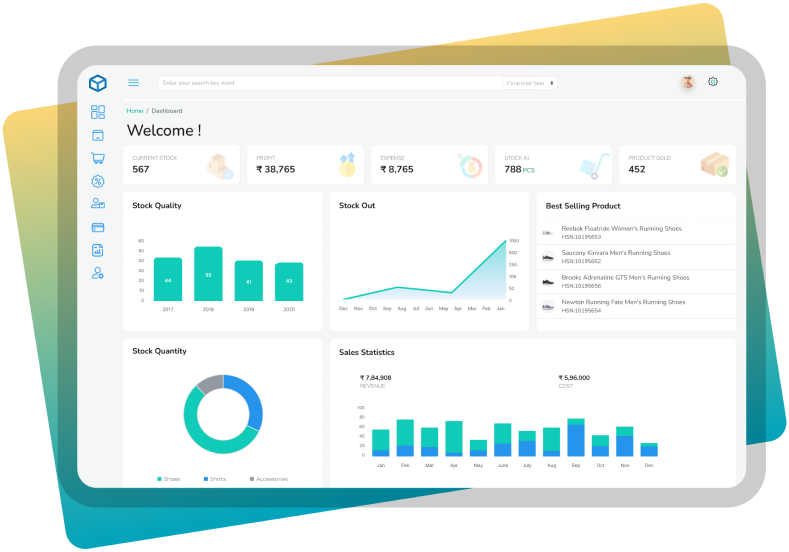 Enter your search key word
Financial Year
Home / Dashboard
Welcome !
CURRENT STOCK
567
PROFIT
₹ 38,765
EXPENSE
₹ 8,765
STOCK IN
788 PCS
PRODUCT SOLD
452
Stock Quality
60
50
40
30
20
10
0
44
55
41
43
2017
2018
2019
2020
Stock Out
1000
500
200
100
50
0
Dec Nov Oct Sep Aug Jul Jun May Apr Mar Feb Jan
Best Selling Product
Reebok Floatride Women's Running Shoes
HSN:10195653
Saucony Kinvara Men's Running Shoes
HSN:10195662
Brooks Adrenaline GTS Men's Running Shoes
HSN:10195656
Newton Running Fate Men's Running Shoes
HSN:10195654
Stock Quantity
Shoes
Shirts
Accessories
Sales Statistics
₹ 7,84,908
REVENUE
₹ 5,96,000
COST
100
80
60
40
20
0
Jan Feb Mar Apr May June July Aug Sep Oct Nov Dec